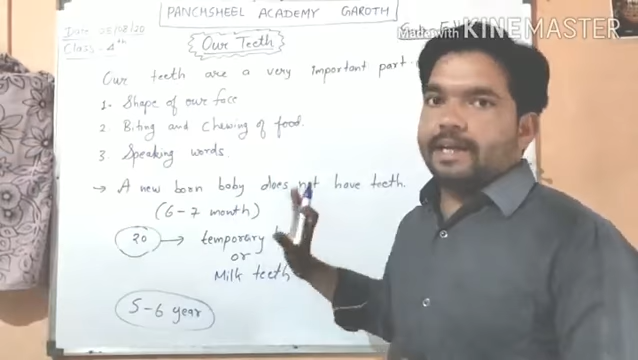 PANCHSHEEL ACADEMY GAROTH
Date 25/08/20
Class - 4th
Made with KINEMASTER
Our Teeth
Our teeth are a very important part
1. Shape of our face
2. Biting and chewing of food.
3. Speaking words.
→ A new born baby does not have teeth.
(6-7 month)
20 → temporary
or
Milk teeth
5-6 year